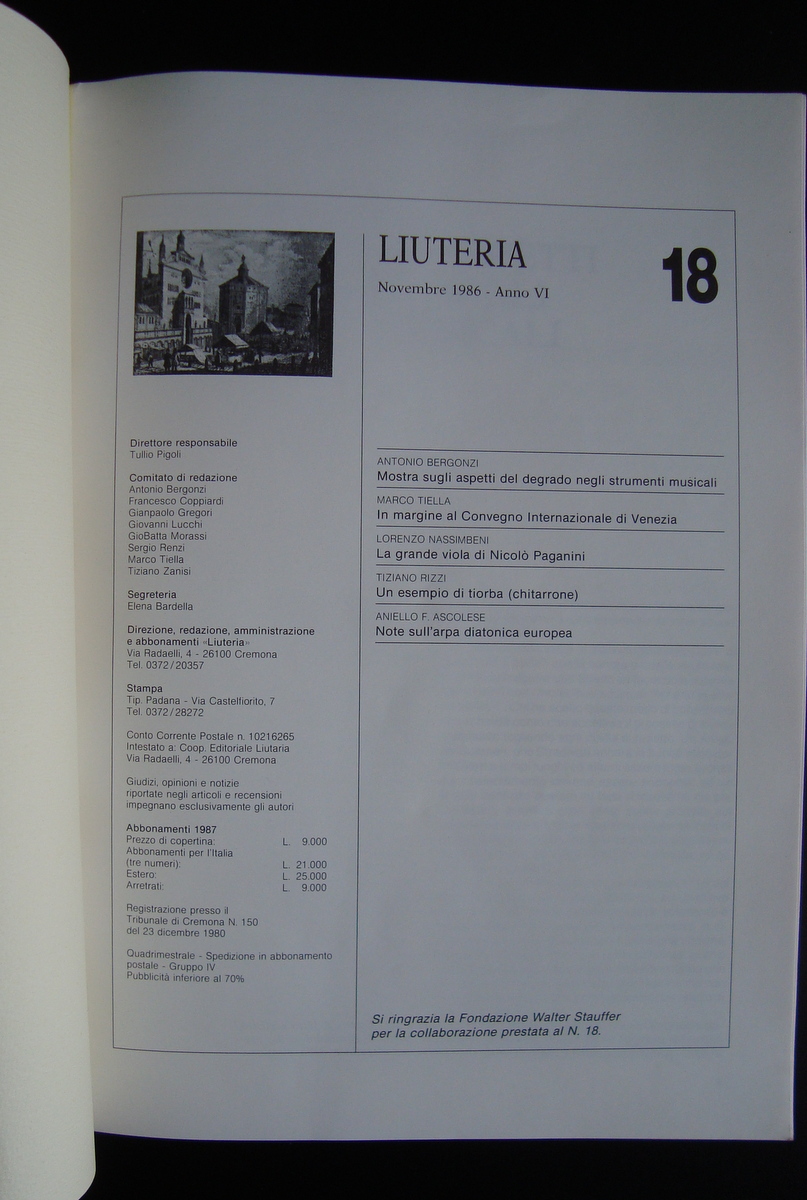 Direttore responsabile
Tullio Pigoli
Comitato di redazione
Antonio Bergonzi
Francesco Coppiardi
Gianpaolo Gregori
Giovanni Lucchi
GioBatta Morassi
Sergio Renzi
Marco Tiella
Tiziano Zanisi
Segreteria
Elena Bardella
Direzione, redazione, amministrazione
e abbonamenti «Liuteria»
Via Radaelli, 4 - 26100 Cremona
Tel. 0372/20357
Stampa
Tip. Padana - Via Castelfiorito, 7
Tel. 0372/28272
Conto Corrente Postale n. 10216265
Intestato a: Coop. Editoriale Liutaria
Via Radaelli, 4 - 26100 Cremona
Giudizi, opinioni e notizie
riportate negli articoli e recensioni
impegnano esclusivamente gli autori
Abbonamenti 1987
Prezzo di copertina: L. 9.000
Abbonamenti per l'Italia
(tre numeri): L. 21.000
Estero: L. 25.000
Arretrati: L. 9.000
Registrazione presso il
Tribunale di Cremona N. 150
del 23 dicembre 1980
Quadrimestrale - Spedizione in abbonamento
postale - Gruppo IV
Pubblicità inferiore al 70%
LIUTERIA
18
Novembre 1986 - Anno VI
ANTONIO BERGONZI
Mostra sugli aspetti del degrado negli strumenti musicali
MARCO TIELLA
In margine al Convegno Internazionale di Venezia
LORENZO NASSIMBENI
La grande viola di Nicolò Paganini
TIZIANO RIZZI
Un esempio di tiorba (chitarrone)
ANIELLO F. ASCOLESE
Note sull'arpa diatonica europea
Si ringrazia la Fondazione Walter Stauffer
per la collaborazione prestata al N. 18.